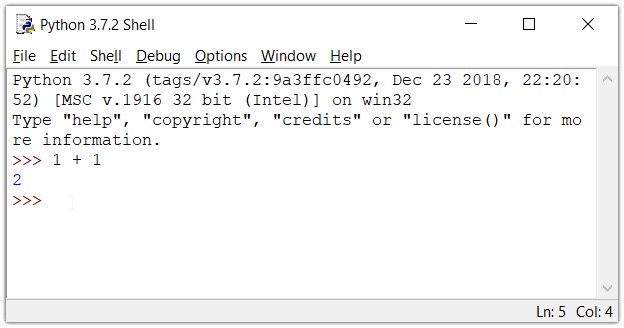 Python 3.7.2 Shell
File Edit Shell Debug Options Window Help
Python 3.7.2 (tags/v3.7.2:9a3ffc0492, Dec 23 2018, 22:20:
52) [MSC v.1916 32 bit (Intel)] on win32
Type "help", "copyright", "credits" or "license()" for mo
re information.
>>> 1 + 1
2
>>>
Ln: 5 Col: 4